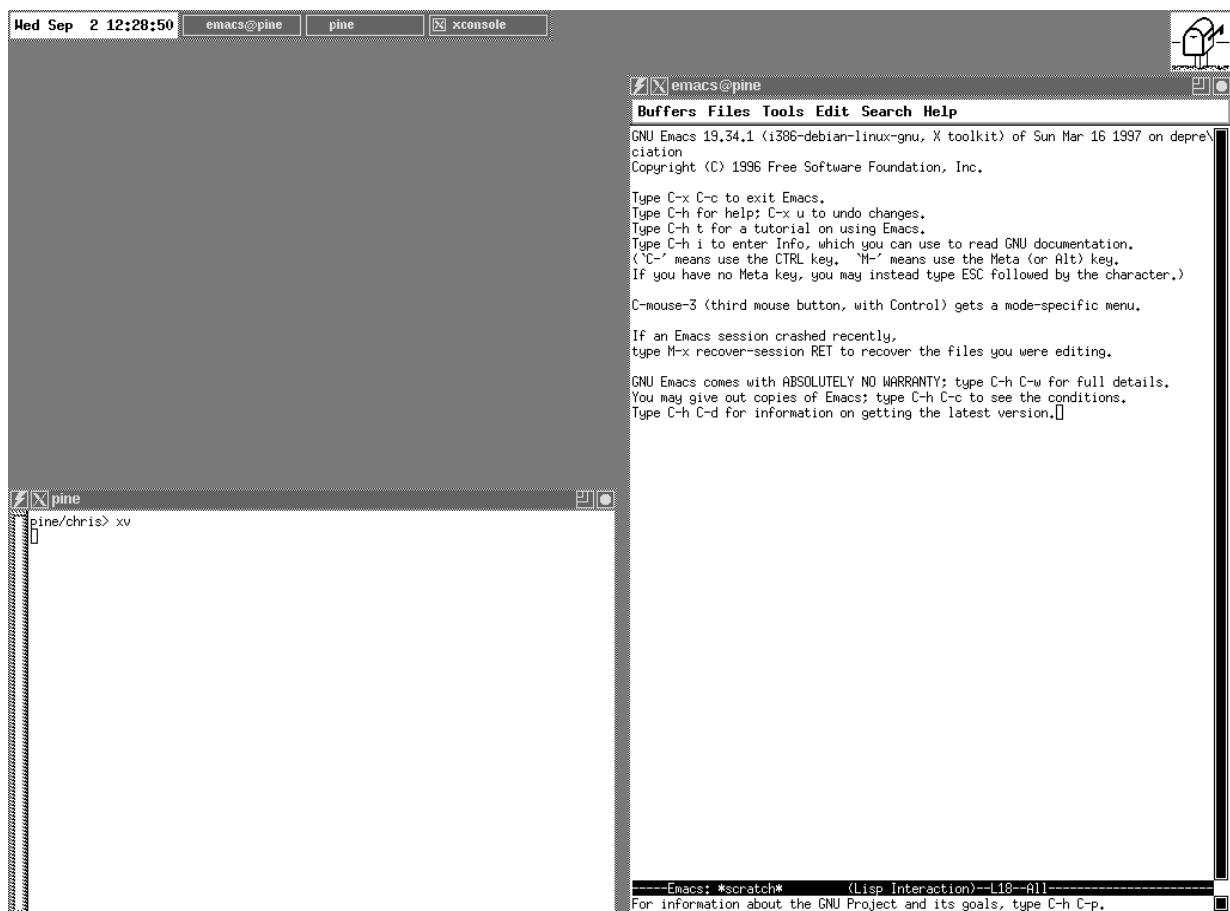 Wed Sep  2 12:28:50 emacs@pine pine xconsole
emacs@pine
Buffers Files Tools Edit Search Help
GNU Emacs 19.34.1 (i386-debian-linux-gnu, X toolkit) of Sun Mar 16 1997 on depre\
ciation
Copyright (C) 1996 Free Software Foundation, Inc.
Type C-x C-c to exit Emacs.
Type C-h for help; C-x u to undo changes.
Type C-h t for a tutorial on using Emacs.
Type C-h i to enter Info, which you can use to read GNU documentation.
(`C-' means use the CTRL key.  `M-' means use the Meta (or Alt) key.
If you have no Meta key, you may instead type ESC followed by the character.)
C-mouse-3 (third mouse button, with Control) gets a mode-specific menu.
If an Emacs session crashed recently,
type M-x recover-session RET to recover the files you were editing.
GNU Emacs comes with ABSOLUTELY NO WARRANTY; type C-h C-w for full details.
You may give out copies of Emacs; type C-h C-c to see the conditions.
Type C-h C-d for information on getting the latest version.
-----Emacs: *scratch*        (Lisp Interaction)--L18--All-----------------------
For information about the GNU Project and its goals, type C-h C-p.
pine
pine/chris> xv